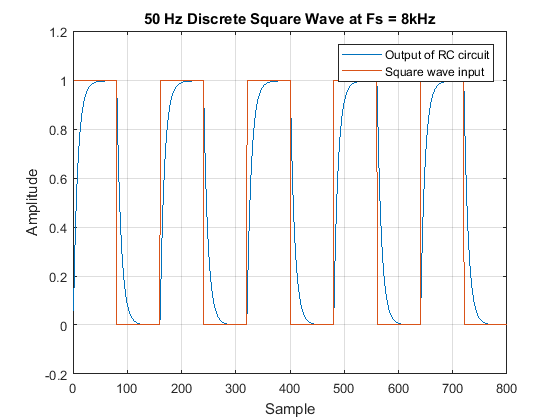 50 Hz Discrete Square Wave at Fs = 8kHz
1.2
Output of RC circuit
Square wave input
1
0.8
0.6
Amplitude
0.4
0.2
0
-0.2
0 100 200 300 400 500 600 700 800
Sample